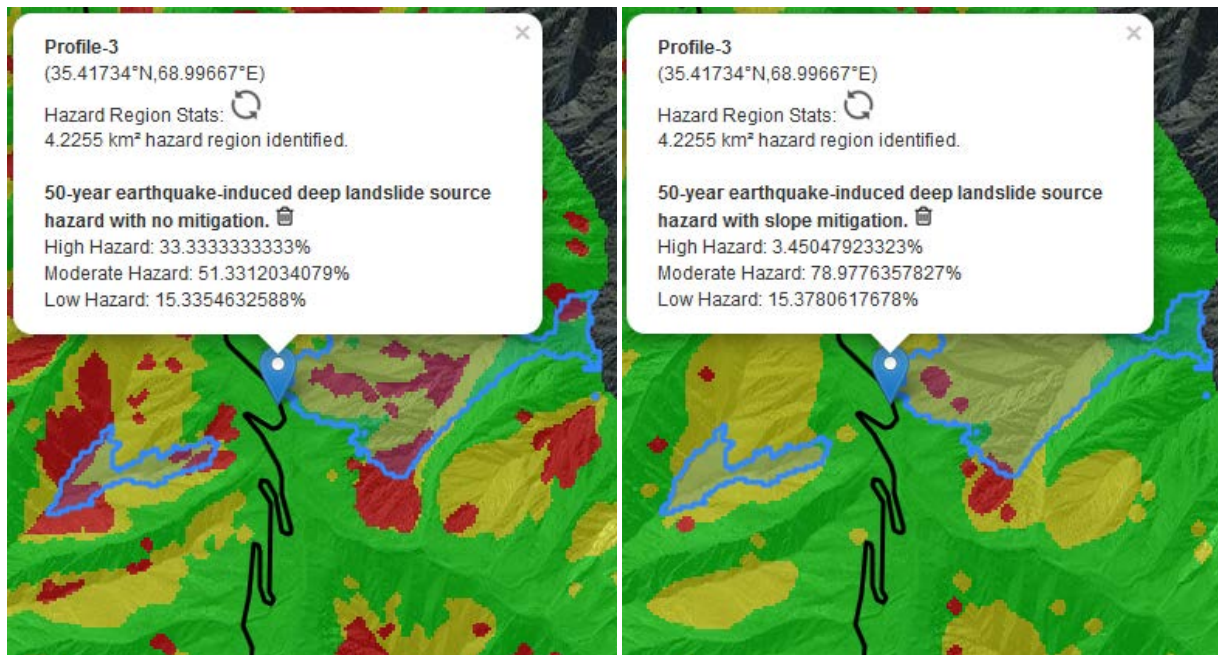 Profile-3
(35.41734°N,68.99667°E)
Hazard Region Stats:
4.2255 km² hazard region identified.
50-year earthquake-induced deep landslide source
hazard with no mitigation.
High Hazard: 33.3333333333%
Moderate Hazard: 51.3312034079%
Low Hazard: 15.3354632588%
Profile-3
(35.41734°N,68.99667°E)
Hazard Region Stats:
4.2255 km² hazard region identified.
50-year earthquake-induced deep landslide source
hazard with slope mitigation.
High Hazard: 3.45047923323%
Moderate Hazard: 78.9776357827%
Low Hazard: 15.3780617678%